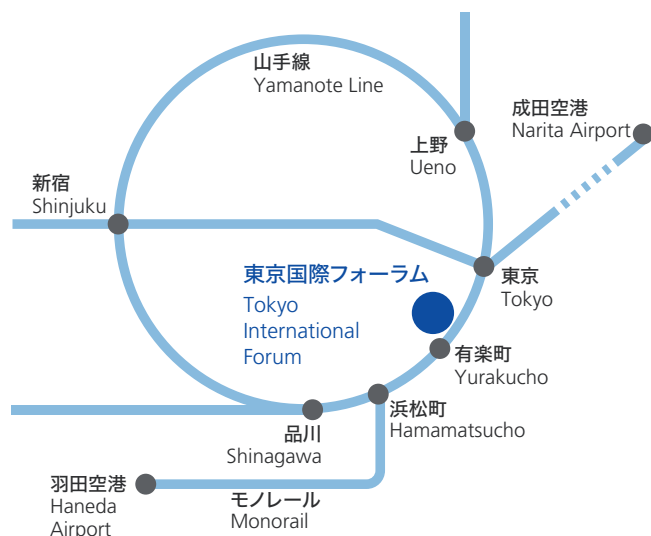 山手線
Yamanote Line
成田空港
Narita Airport
上野
Ueno
新宿
Shinjuku
東京国際フォーラム
Tokyo
International
Forum
東京
Tokyo
有楽町
Yurakucho
浜松町
Hamamatsucho
品川
Shinagawa
羽田空港
Haneda
Airport
モノレール
Monorail